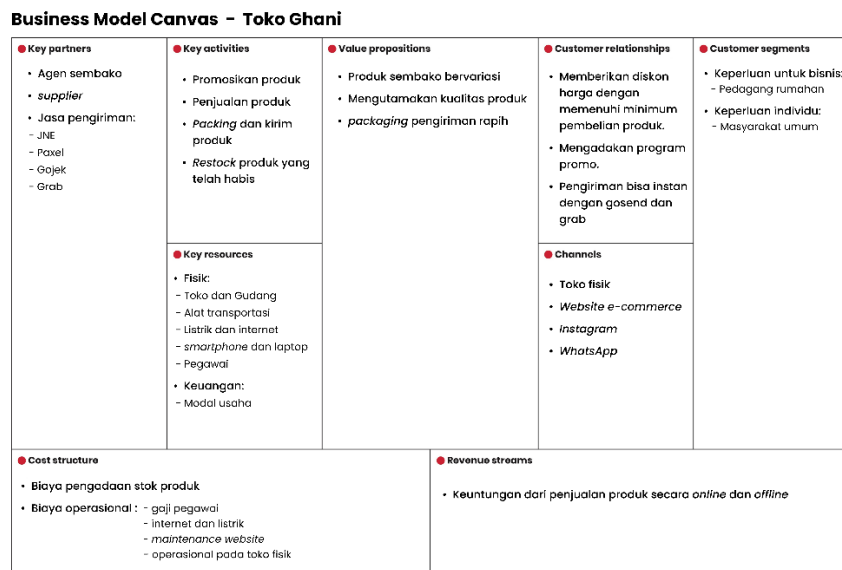 Business Model Canvas - Toko Ghani
Key partners
• Agen sembako
• supplier
• Jasa pengiriman:
- JNE
- Paxel
- Gojek
- Grab
Key activities
• Promosikan produk
• Penjualan produk
• Packing dan kirim
produk
• Restock produk yang
telah habis
Key resources
• Fisik:
- Toko dan Gudang
- Alat transportasi
- Listrik dan internet
- smartphone dan laptop
- Pegawai
• Keuangan:
- Modal usaha
Value propositions
• Produk sembako bervariasi
• Mengutamakan kualitas produk
• packaging pengiriman rapih
Customer relationships
• Memberikan diskon
harga dengan
memenuhi minimum
pembelian produk.
• Mengadakan program
promo.
• Pengiriman bisa instan
dengan gosend dan
grab
Channels
• Toko fisik
• Website e-commerce
• Instagram
• WhatsApp
Customer segments
• Keperluan untuk bisnis:
- Pedagang rumahan
• Keperluan individu:
- Masyarakat umum
Cost structure
• Biaya pengadaan stok produk
• Biaya operasional : - gaji pegawai
- internet dan listrik
- maintenance website
- operasional pada toko fisik
Revenue streams
• Keuntungan dari penjualan produk secara online dan offline